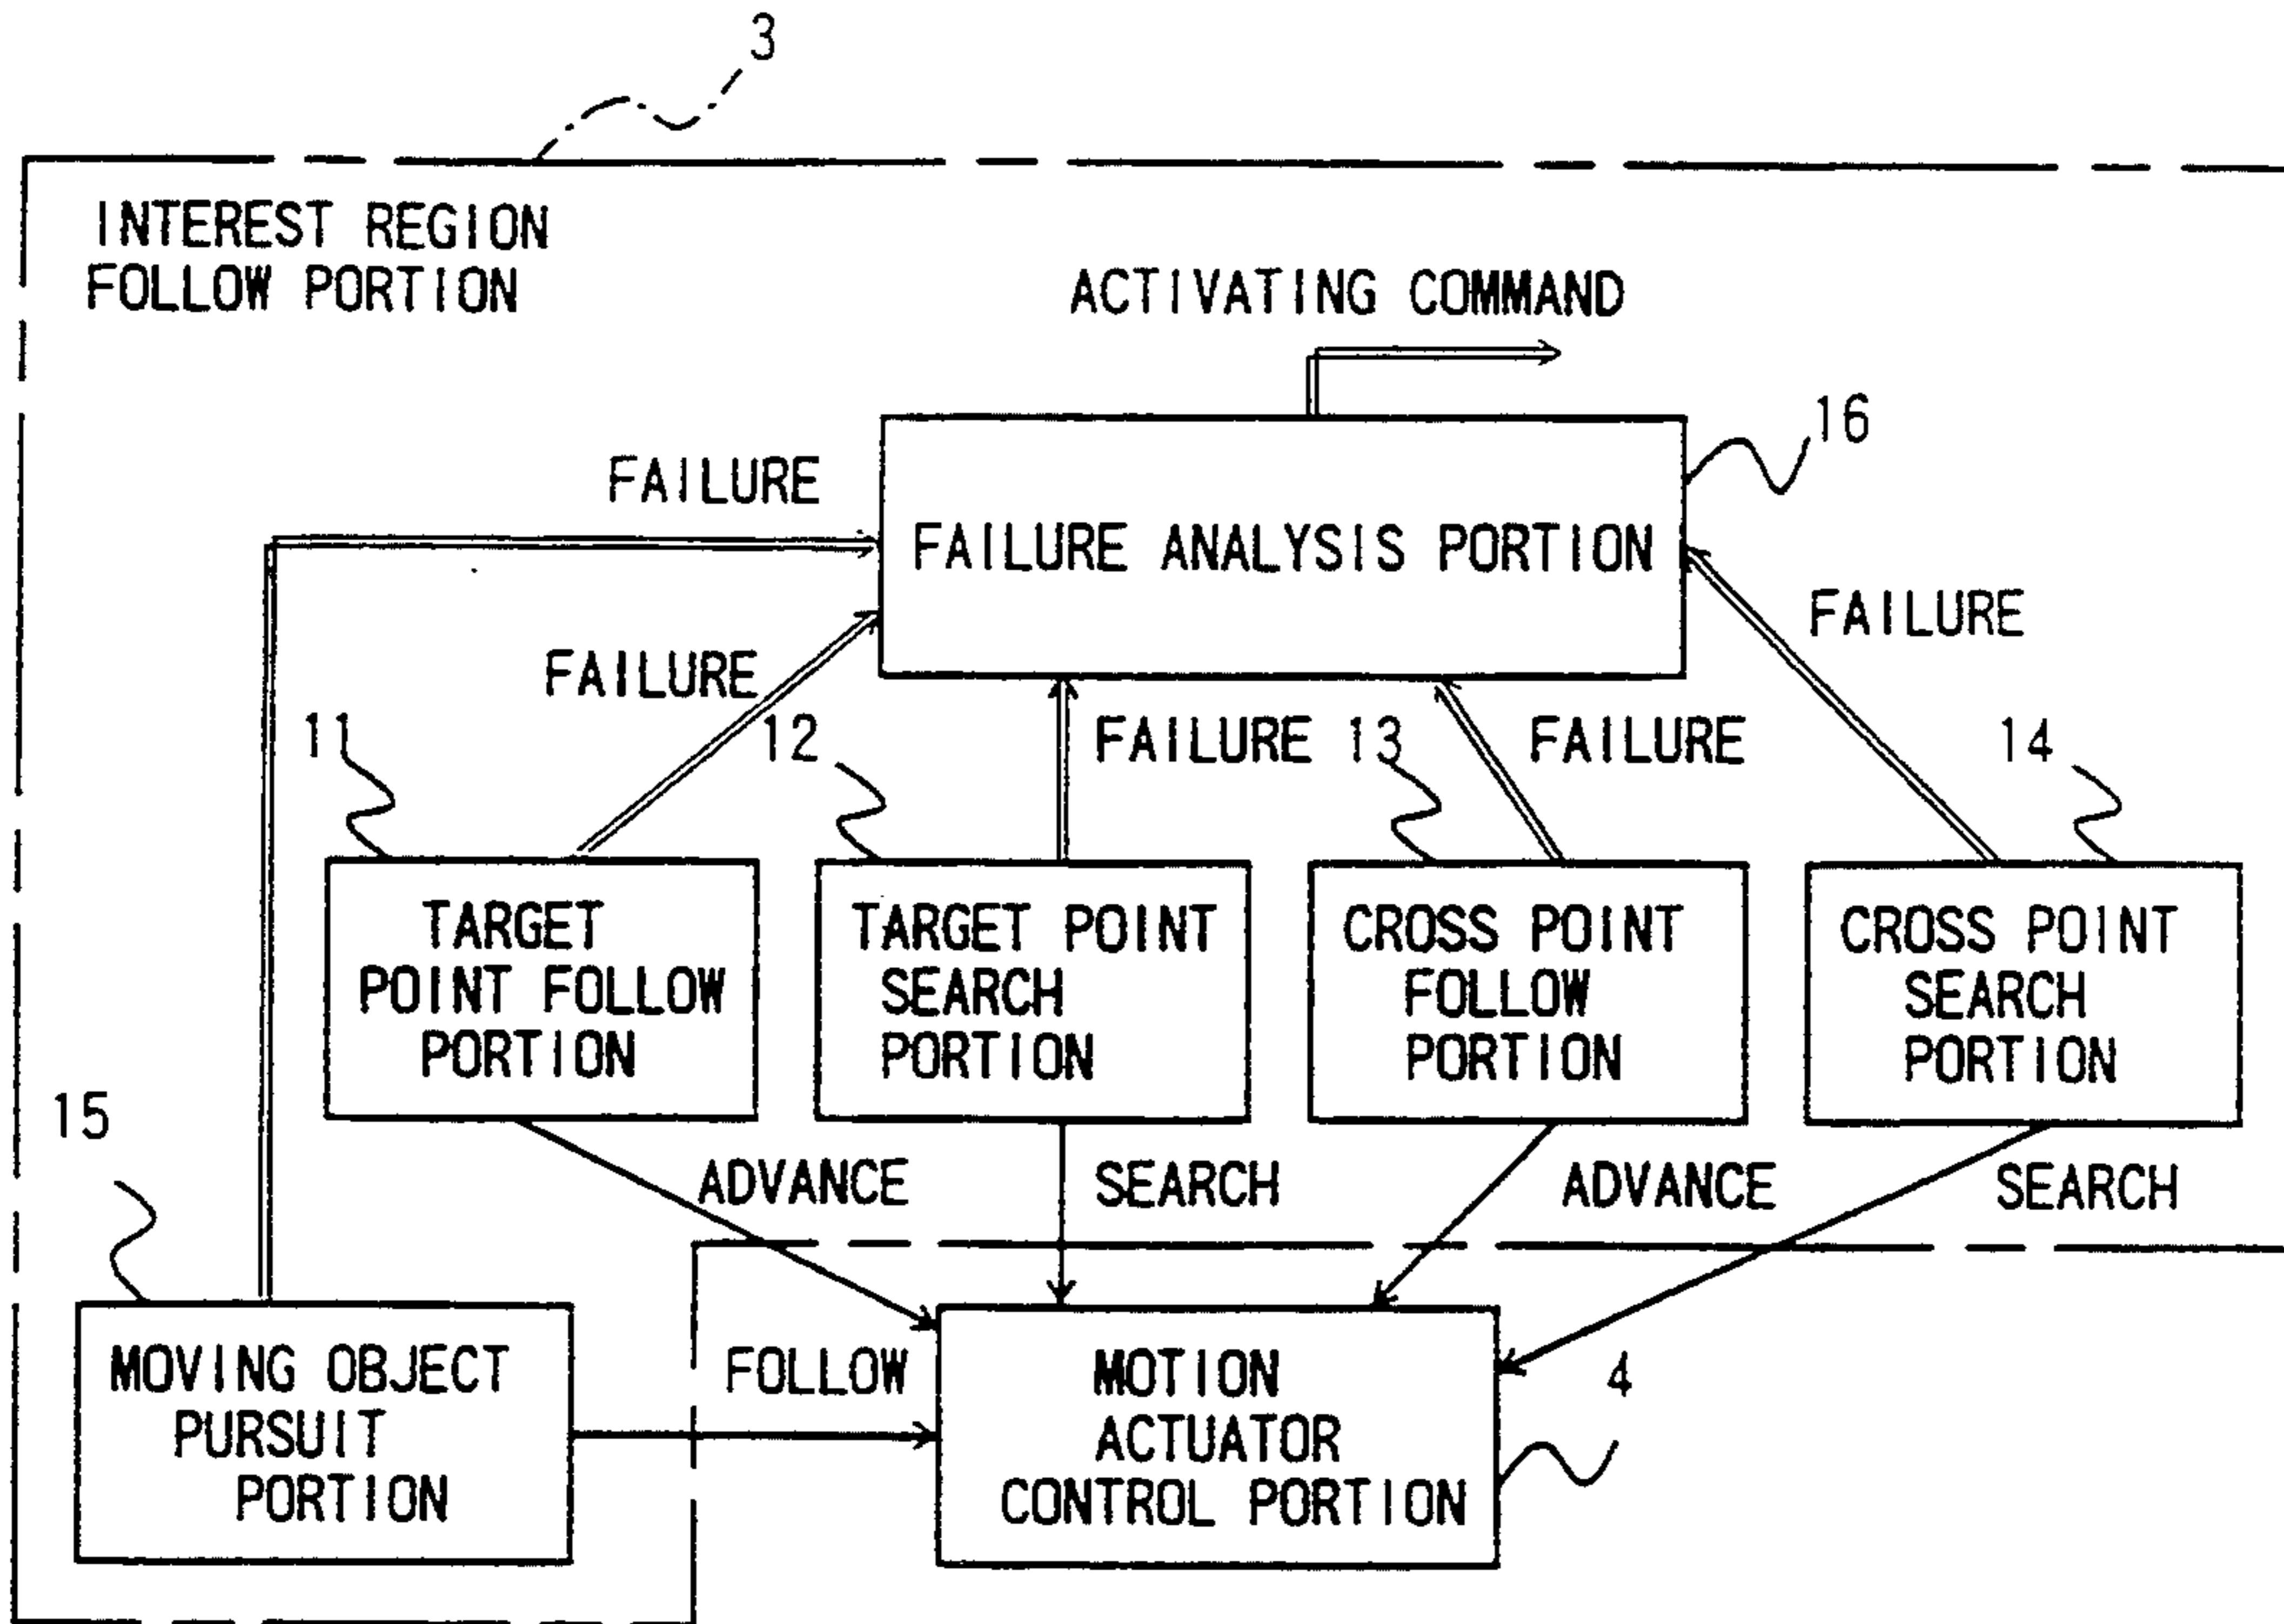 3
INTEREST REGION
FOLLOW PORTION
ACTIVATING COMMAND
16
FAILURE
FAILURE ANALYSIS PORTION
FAILURE
FAILURE
11
12
FAILURE
13
FAILURE
14
TARGET
POINT FOLLOW
PORTION
TARGET POINT
SEARCH
PORTION
CROSS POINT
FOLLOW
PORTION
CROSS POINT
SEARCH
PORTION
15
ADVANCE
SEARCH
ADVANCE
SEARCH
MOVING OBJECT
PURSUIT
PORTION
FOLLOW
MOTION
ACTUATOR
CONTROL PORTION
4